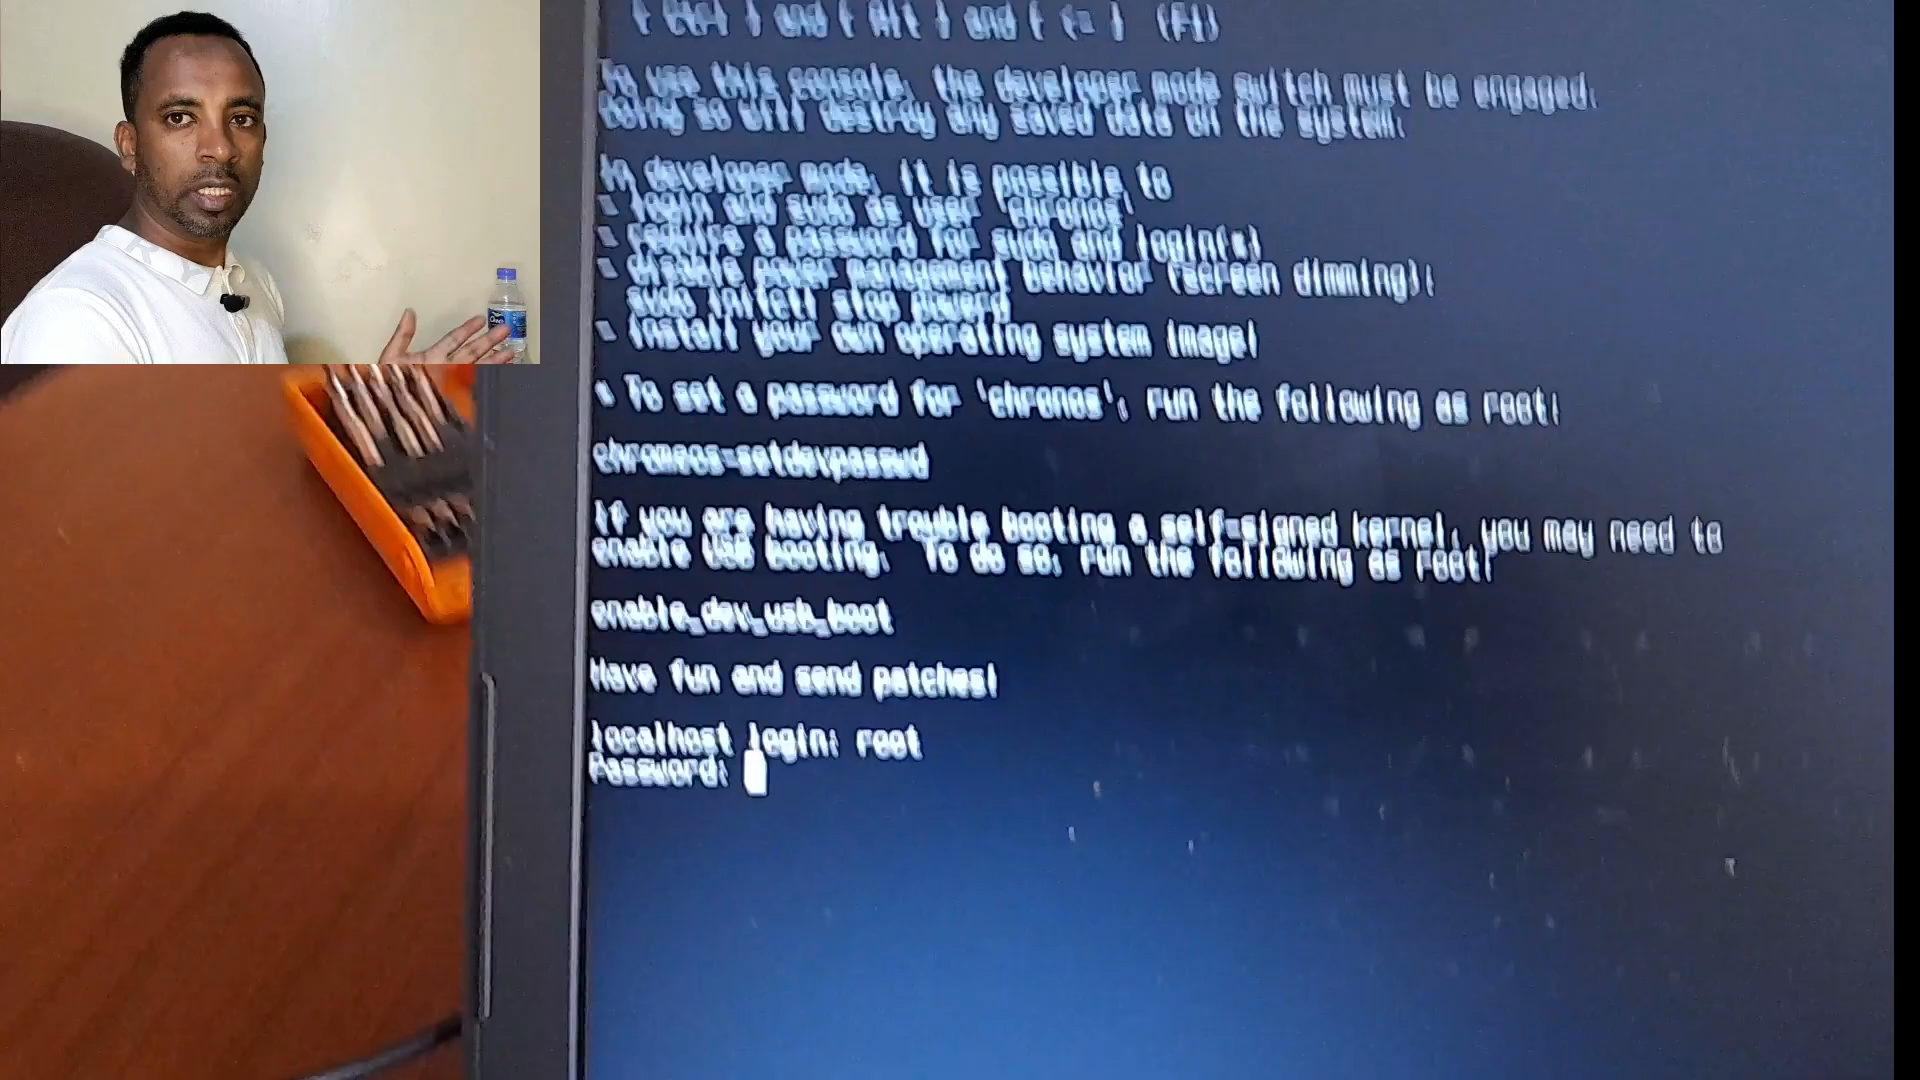 [ Ctrl ] and [ Alt ] and [ <- ] (F1)
To use this console, the developer mode switch must be engaged.
Doing so will destroy any saved data on the system.
In developer mode, it is possible to
- login and sudo as user 'chronos'
- require a password for sudo and login(s)
- disable power management behavior (screen dimming):
sudo initctl stop powerd
- install your own operating system image!
* To set a password for 'chronos', run the following as root:
chromeos-setdevpasswd
If you are having trouble booting a self-signed kernel, you may need to
enable USB booting. To do so, run the following as root:
enable_dev_usb_boot
Have fun and send patches!
localhost login: root
Password: